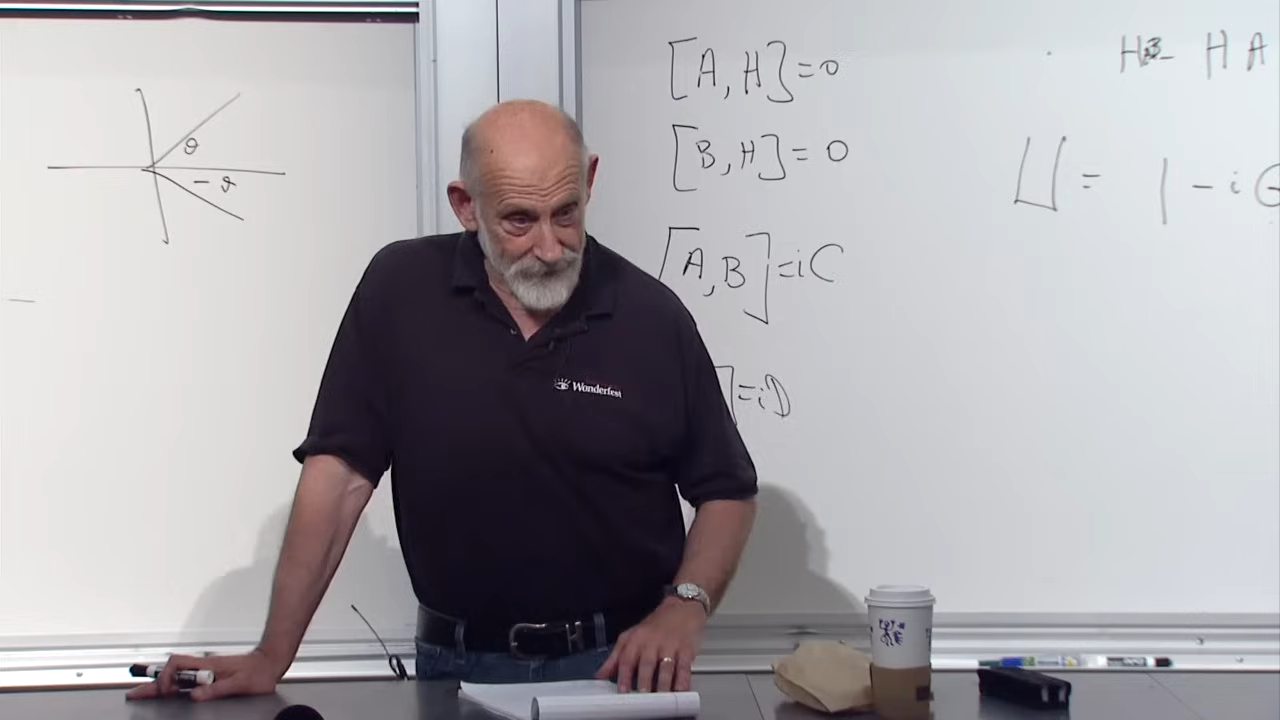 θ
-θ
[A, H]=0
[B, H]=0
[A, B]=iC
]=iD
H A
U = 1 - i G
Wonderfest